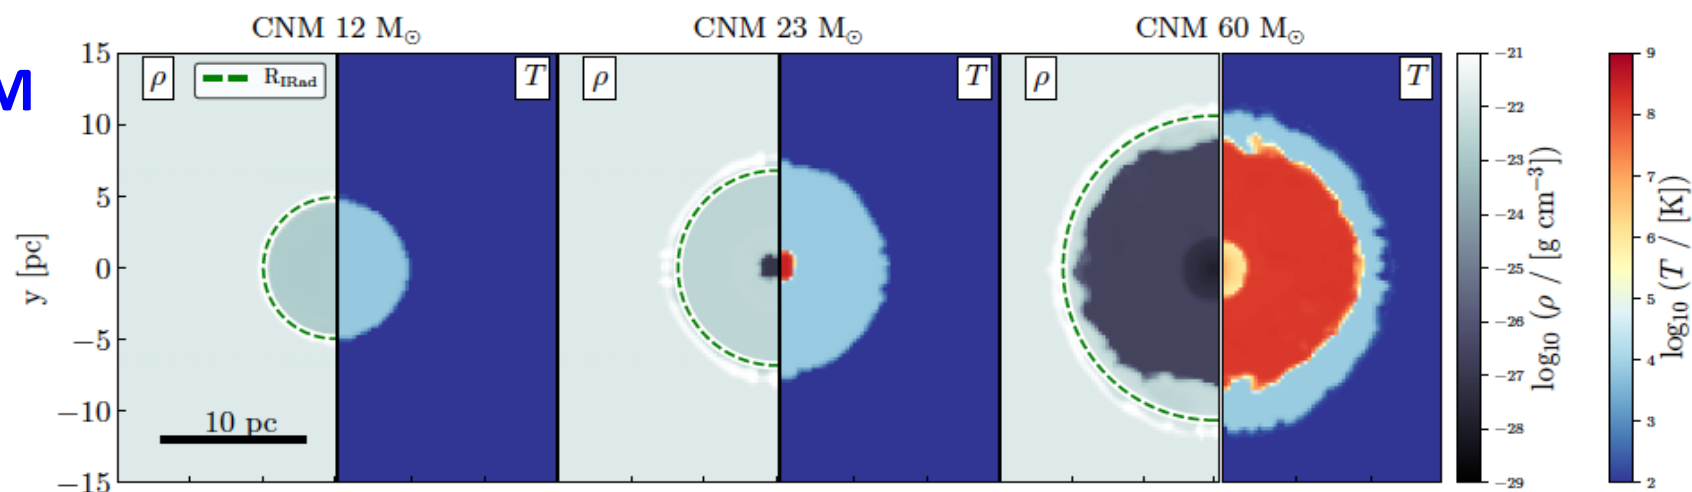 M
CNM 12 M☉
CNM 23 M☉
CNM 60 M☉
ρ
R_IRad
T
ρ
T
ρ
T
15
10
5
0
−5
−10
−15
y [pc]
10 pc
−21
−22
−23
−24
−25
−26
−27
−28
−29
log₁₀ (ρ / [g cm⁻³])
9
8
7
6
5
4
3
2
log₁₀ (T / [K])